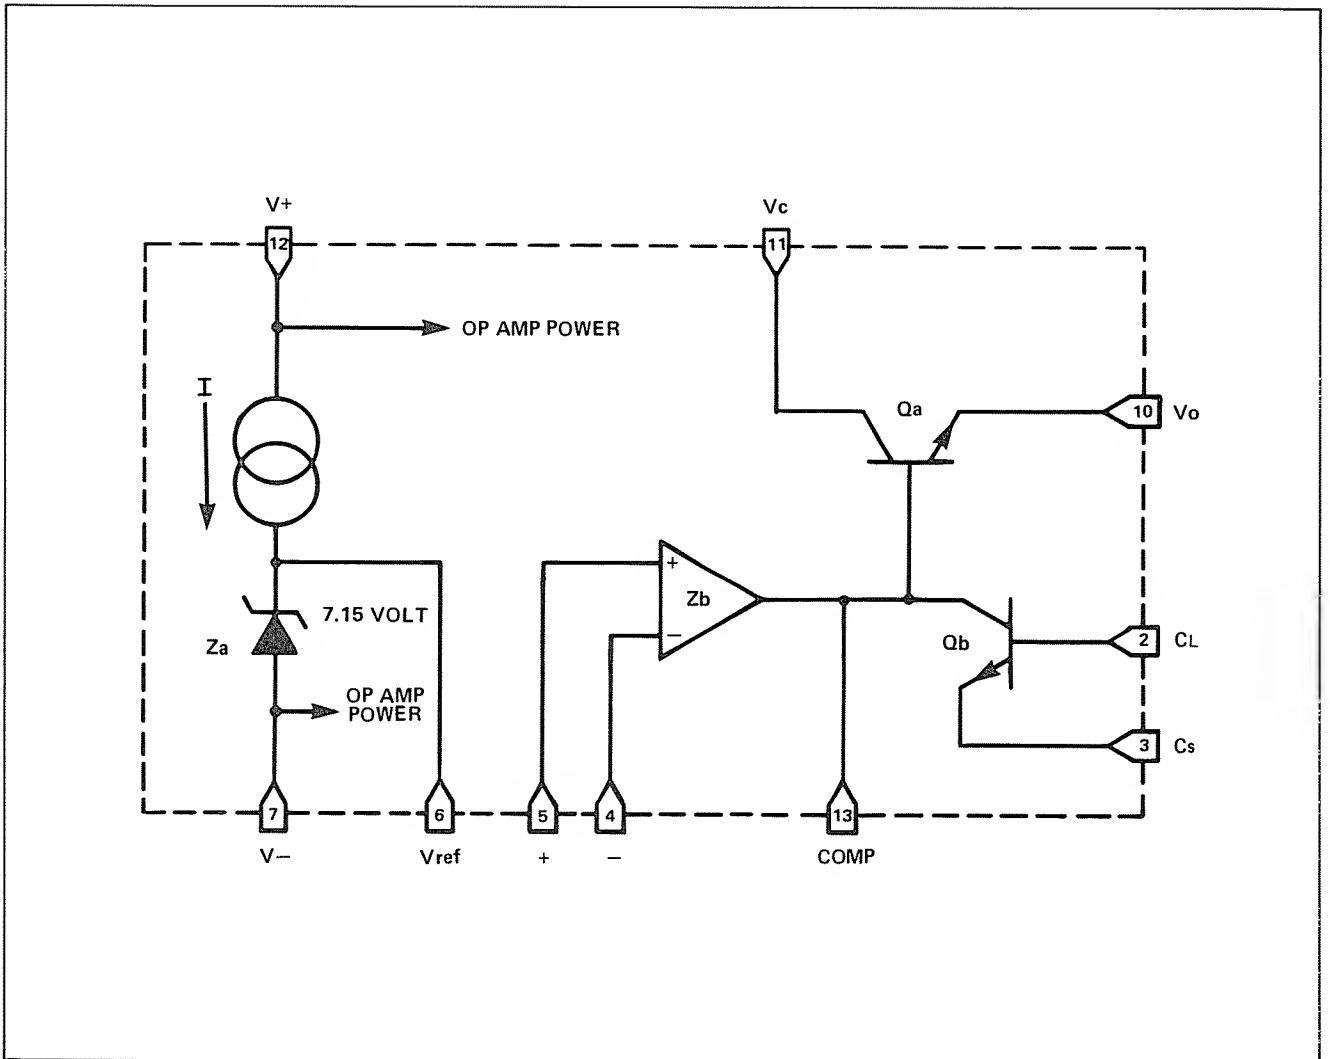 V+
Vc
12
11
OP AMP POWER
I
Qa
10
Vo
+
7.15 VOLT
Zb
Za
−
Qb
2
CL
OP AMP
POWER
3
Cs
7
6
5
4
13
V−
Vref
+
−
COMP